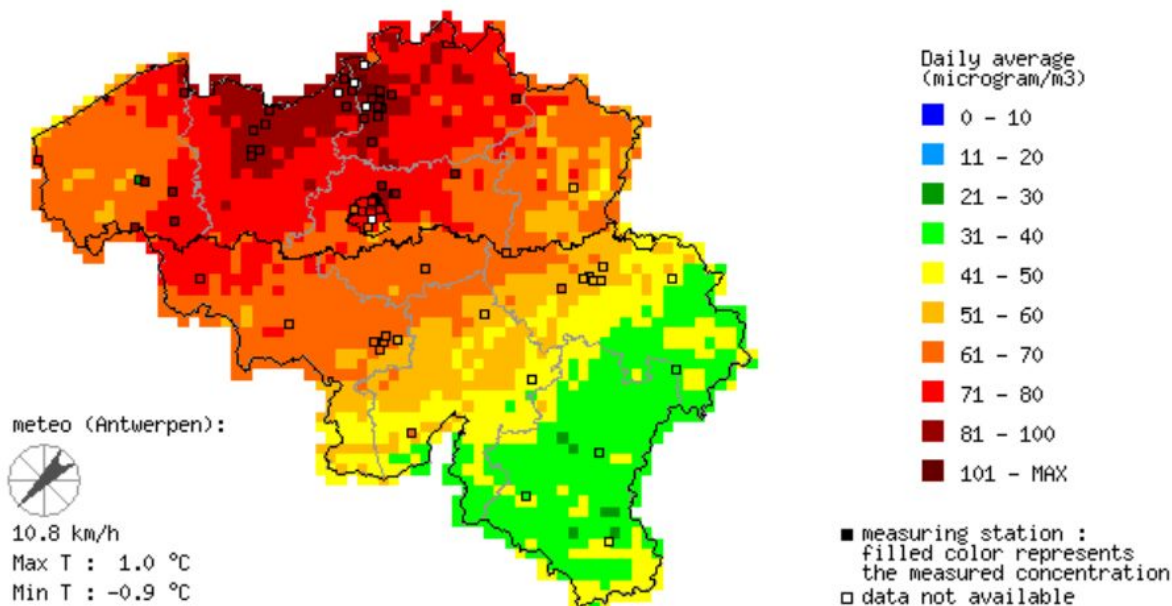 Daily average
(microgram/m3)
0 - 10
11 - 20
21 - 30
31 - 40
41 - 50
51 - 60
61 - 70
71 - 80
81 - 100
101 - MAX
meteo (Antwerpen):
10.8 km/h
Max T : 1.0 °C
Min T : -0.9 °C
measuring station :
filled color represents
the measured concentration
data not available